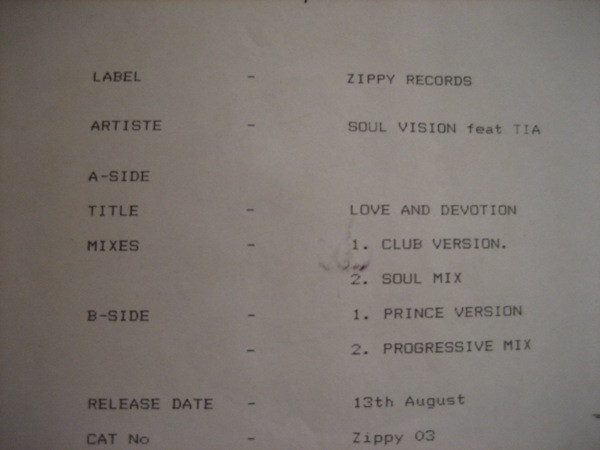 LABEL - ZIPPY RECORDS
ARTISTE - SOUL VISION feat TIA
A-SIDE
TITLE - LOVE AND DEVOTION
MIXES - 1. CLUB VERSION.
2. SOUL MIX
B-SIDE - 1. PRINCE VERSION
- 2. PROGRESSIVE MIX
RELEASE DATE - 13th August
CAT No - Zippy 03